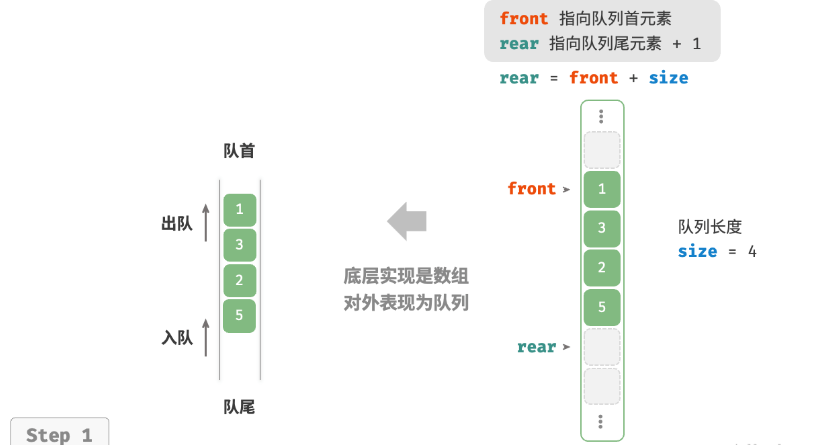 front 指向队列首元素
rear 指向队列尾元素 + 1
rear = front + size
队首
出队
1
3
2
5
入队
队尾
底层实现是数组
对外表现为队列
front
1
3
2
5
rear
队列长度
size = 4
Step 1